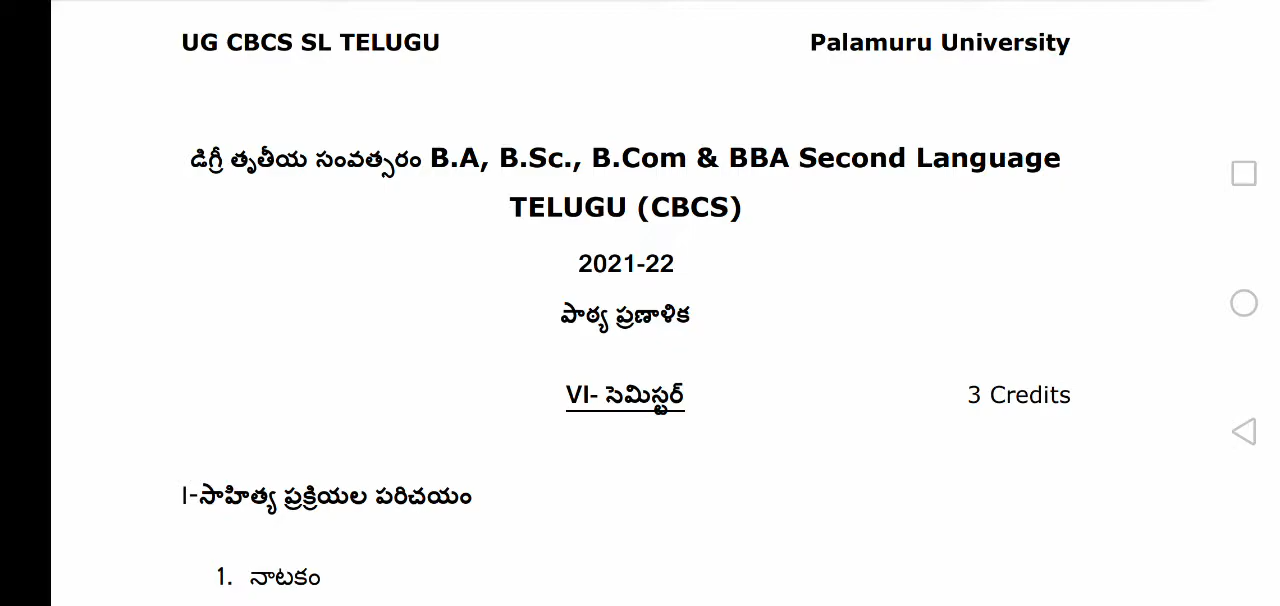 UG CBCS SL TELUGU Palamuru University
డిగ్రీ తృతీయ సంవత్సరం B.A, B.Sc., B.Com & BBA Second Language
TELUGU (CBCS)
2021-22
పాఠ్య ప్రణాళిక
VI- సెమిస్టర్ 3 Credits
I-సాహిత్య ప్రక్రియల పరిచయం
1. నాటకం